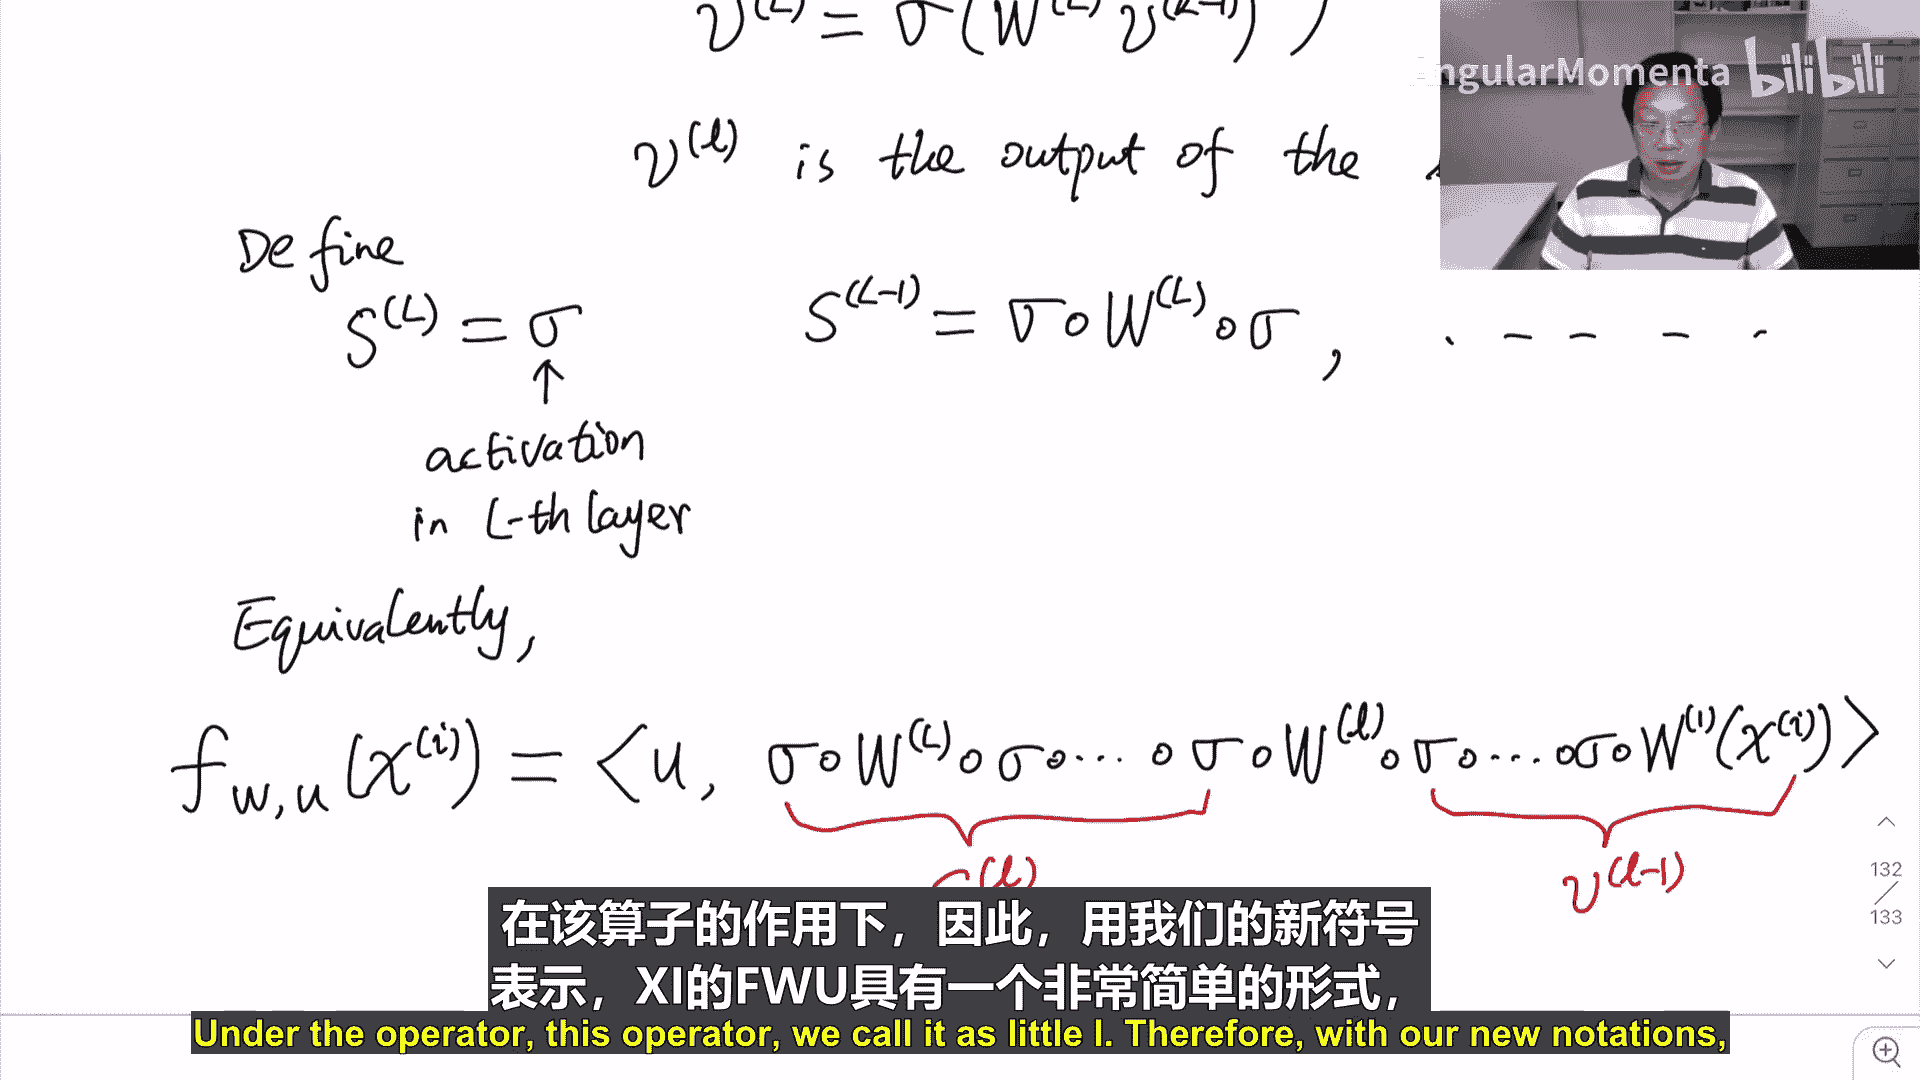 v^(L) = σ(W^(L) v^(L-1))
ngularMomenta bilibili
v^(l) is the output of the
Define
S^(L) = σ S^(L-1) = σ∘W^(L)∘σ, . - - - .
↑
activation
in L-th layer
Equivalently,
f_{w,u}(x^(i)) = <u, σ∘W^(L)∘σ∘...∘σ∘W^(l)∘σ∘...∘σ∘W^(1)(x^(i))>
132
/
133
v^(l-1)
在该算子的作用下，因此，用我们的新符号
表示，XI的FWU具有一个非常简单的形式，
Under the operator, this operator, we call it as little l. Therefore, with our new notations,